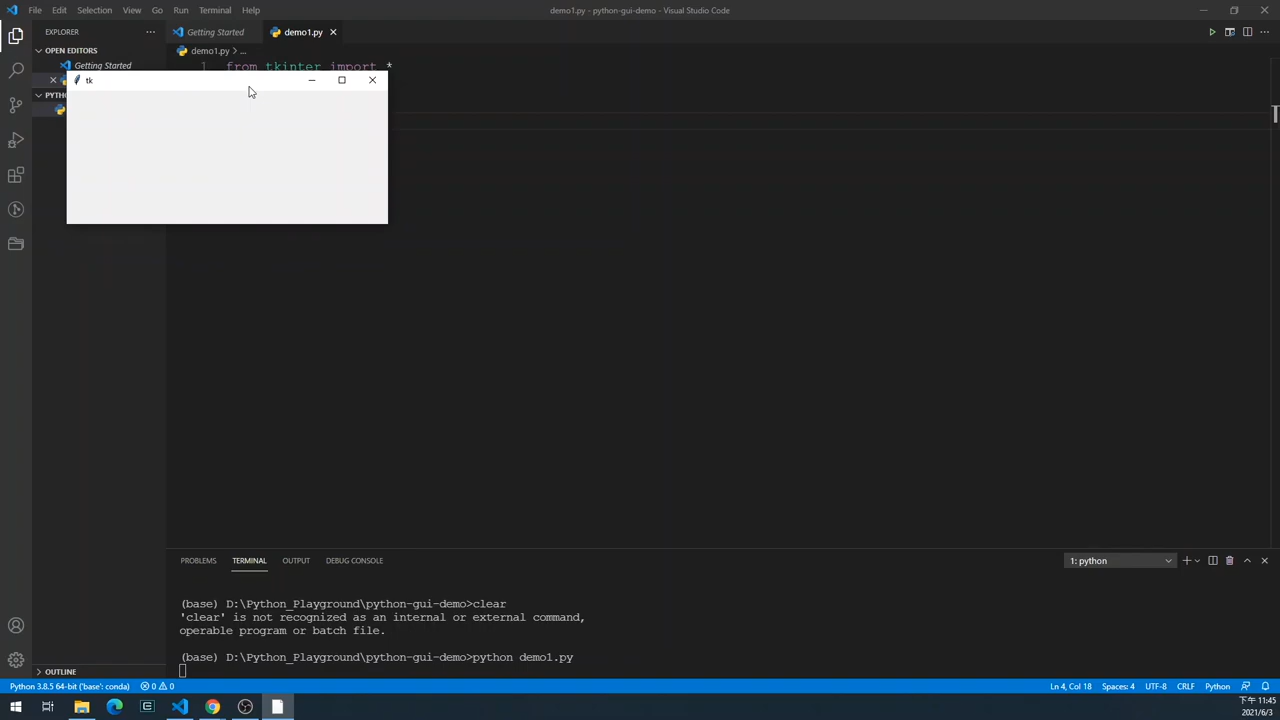 File Edit Selection View Go Run Terminal Help
demo1.py - python-gui-demo - Visual Studio Code
EXPLORER
Getting Started
demo1.py
OPEN EDITORS
demo1.py > ...
Getting Started
1 from tkinter import *
tk
PROBLEMS TERMINAL OUTPUT DEBUG CONSOLE
1: python
(base) D:\Python_Playground\python-gui-demo>clear
'clear' is not recognized as an internal or external command,
operable program or batch file.
(base) D:\Python_Playground\python-gui-demo>python demo1.py
OUTLINE
Python 3.8.5 64-bit ('base': conda) 0 0
Ln 4, Col 18 Spaces: 4 UTF-8 CRLF Python
下午 11:45
2021/6/3